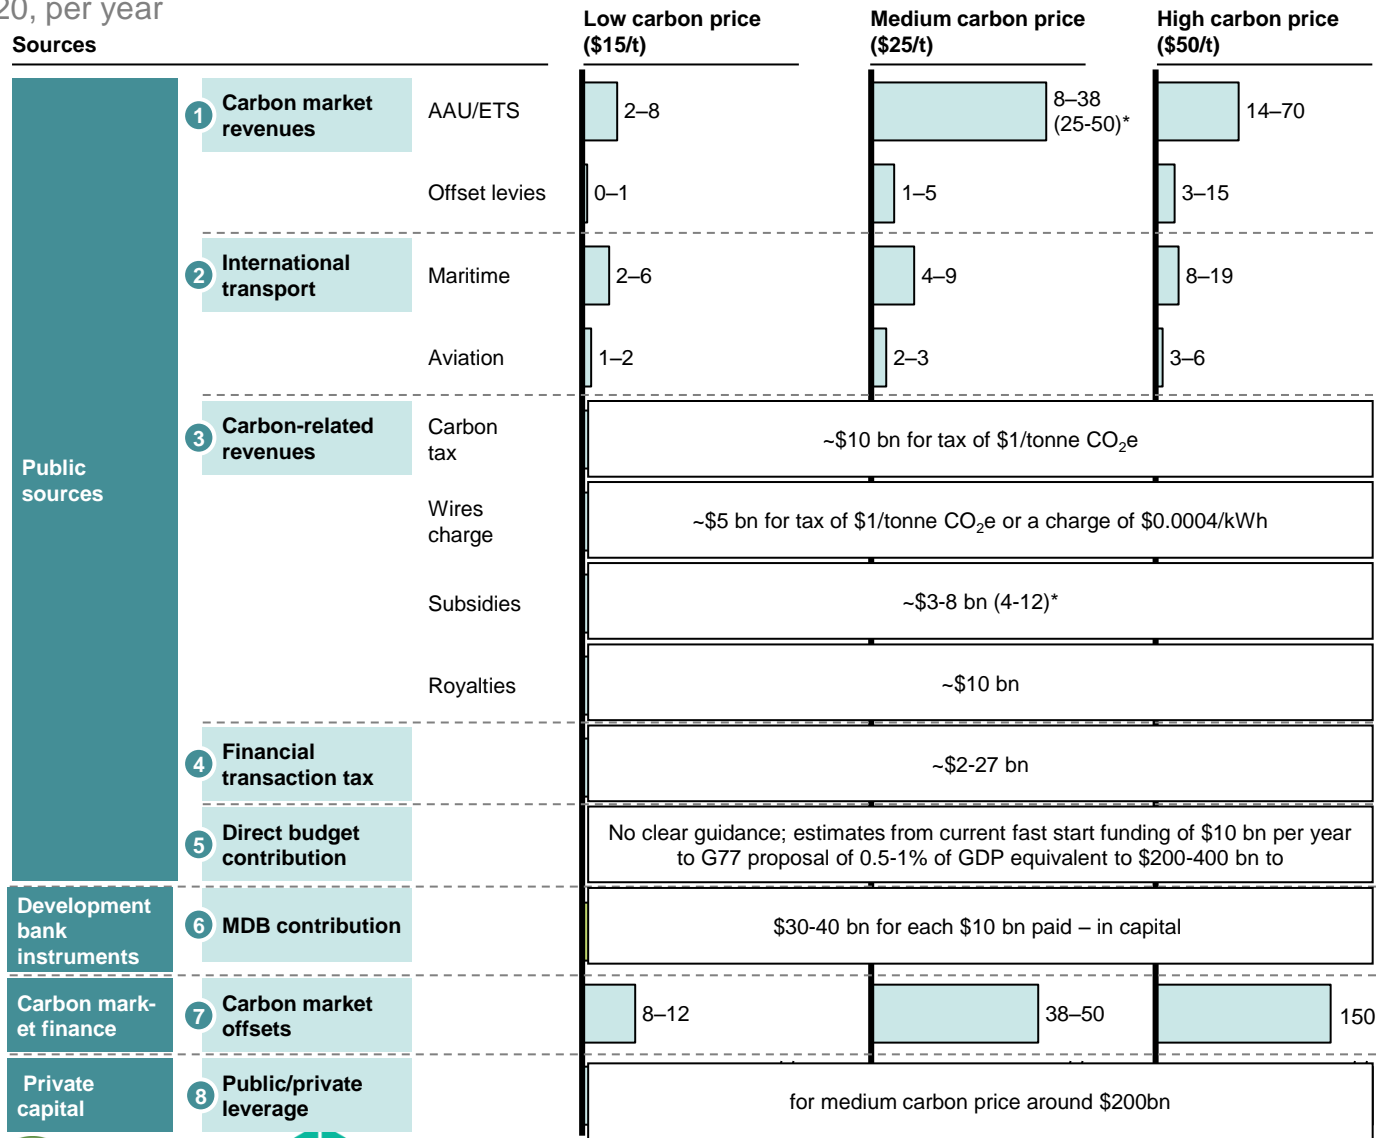 20, per year
Sources
Low carbon price
($15/t)
Medium carbon price
($25/t)
High carbon price
($50/t)
Public
sources
1
Carbon market
revenues
AAU/ETS
2–8
8–38
(25-50)*
14–70
Offset levies
0–1
1–5
3–15
2
International
transport
Maritime
2–6
4–9
8–19
Aviation
1–2
2–3
3–6
3
Carbon-related
revenues
Carbon
tax
~$10 bn for tax of $1/tonne CO₂e
Wires
charge
~$5 bn for tax of $1/tonne CO₂e or a charge of $0.0004/kWh
Subsidies
~$3-8 bn (4-12)*
Royalties
~$10 bn
4
Financial
transaction tax
~$2-27 bn
5
Direct budget
contribution
No clear guidance; estimates from current fast start funding of $10 bn per year
to G77 proposal of 0.5-1% of GDP equivalent to $200-400 bn to
Development
bank
instruments
6
MDB contribution
$30-40 bn for each $10 bn paid – in capital
Carbon mark-
et finance
7
Carbon market
offsets
8–12
38–50
150
Private
capital
8
Public/private
leverage
for medium carbon price around $200bn